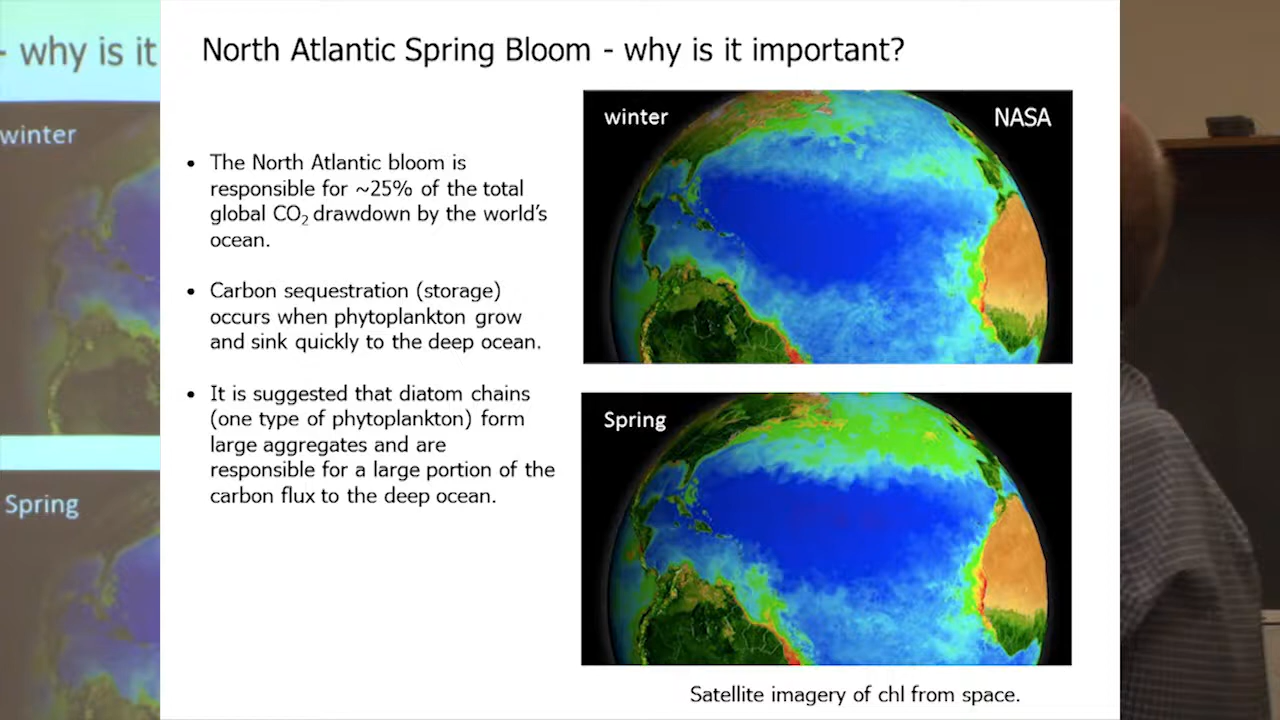 - why is it
winter
Spring
North Atlantic Spring Bloom - why is it important?
• The North Atlantic bloom is
responsible for ~25% of the total
global CO₂ drawdown by the world's
ocean.
• Carbon sequestration (storage)
occurs when phytoplankton grow
and sink quickly to the deep ocean.
• It is suggested that diatom chains
(one type of phytoplankton) form
large aggregates and are
responsible for a large portion of the
carbon flux to the deep ocean.
winter
NASA
Spring
Satellite imagery of chl from space.